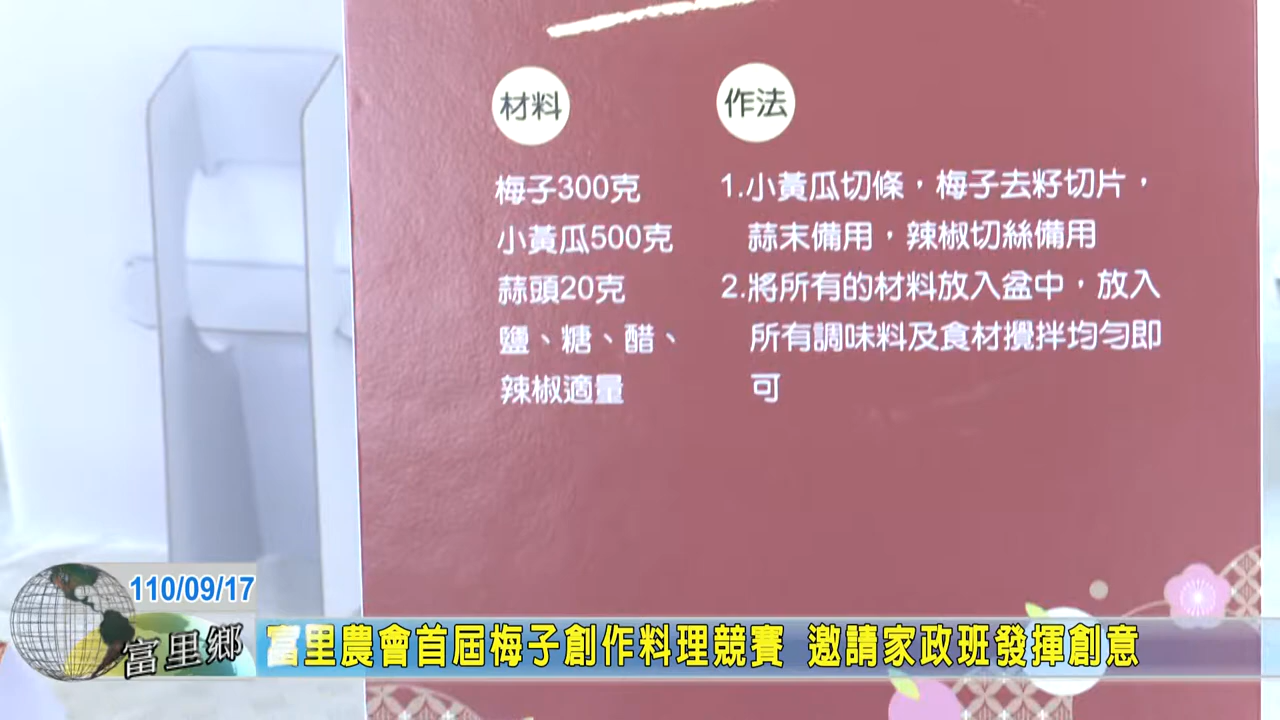 材料
梅子300克
小黃瓜500克
蒜頭20克
鹽、糖、醋、
辣椒適量
作法
1.小黃瓜切條，梅子去籽切片，
蒜末備用，辣椒切絲備用
2.將所有的材料放入盆中，放入
所有調味料及食材攪拌均勻即
可
110/09/17
富里鄉
富里農會首屆梅子創作料理競賽 邀請家政班發揮創意